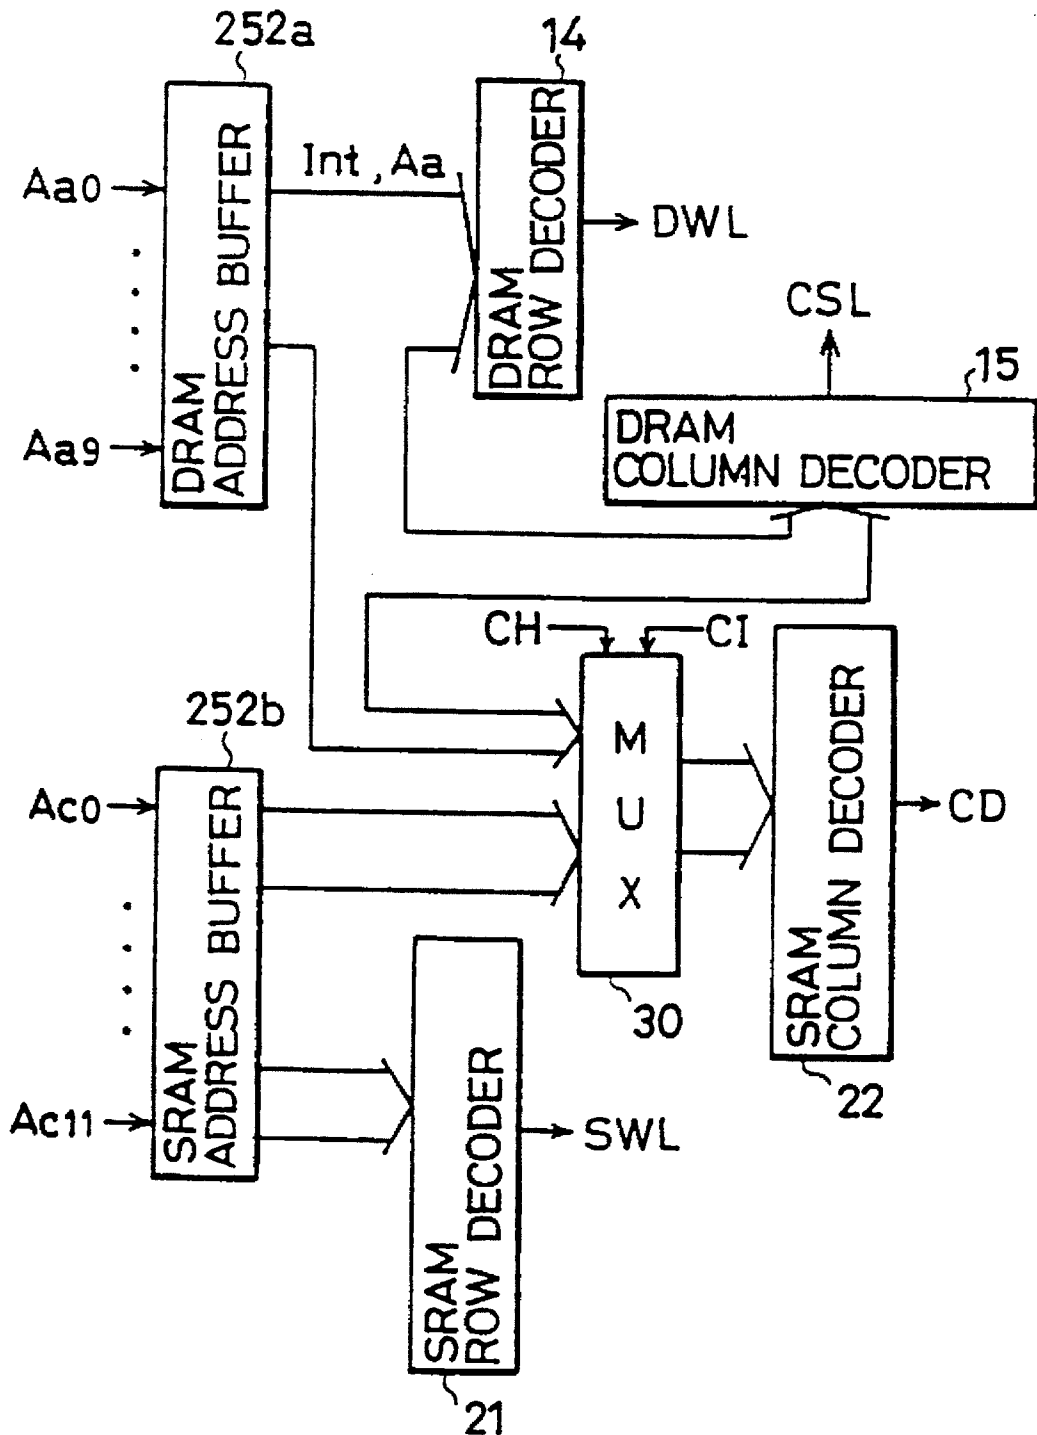 252a
14
DRAM
ADDRESS BUFFER
Int, Aa
DRAM
ROW DECODER
Aa0
DWL
CSL
15
Aa9
DRAM
COLUMN DECODER
CH
CI
252b
MUX
SRAM
COLUMN DECODER
Ac0
CD
SRAM
ADDRESS BUFFER
30
22
Ac11
SWL
SRAM
ROW DECODER
21